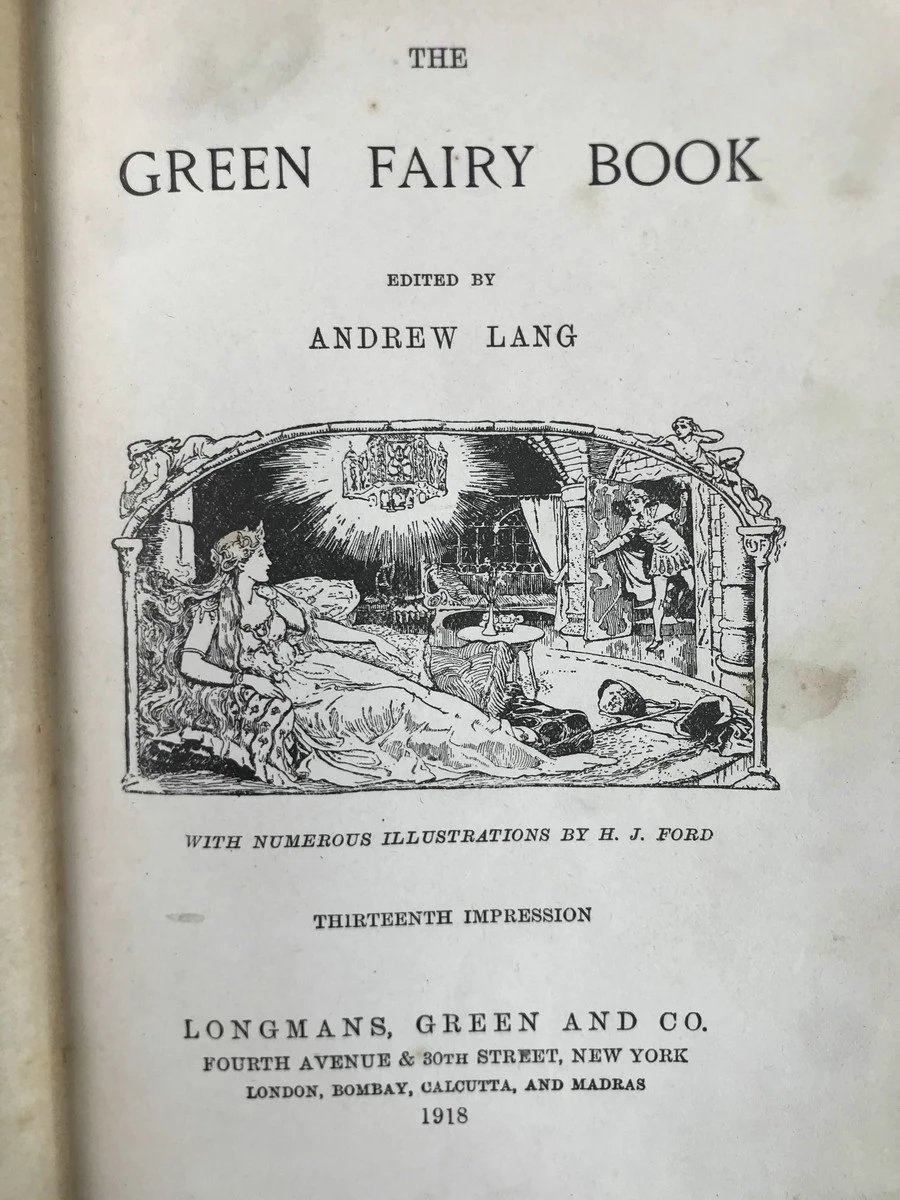 THE
GREEN FAIRY BOOK
EDITED BY
ANDREW LANG
HJF
WITH NUMEROUS ILLUSTRATIONS BY H. J. FORD
THIRTEENTH IMPRESSION
LONGMANS, GREEN AND CO.
FOURTH AVENUE & 30TH STREET, NEW YORK
LONDON, BOMBAY, CALCUTTA, AND MADRAS
1918